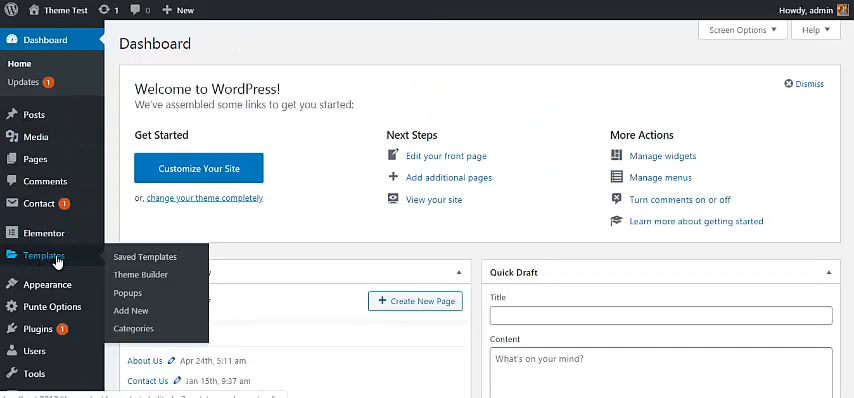 Theme Test 1 0 New Howdy, admin
Dashboard
Home
Updates 1
Posts
Media
Pages
Comments
Contact 1
Elementor
Templates
Appearance
Punte Options
Plugins 1
Users
Tools
Saved Templates
Theme Builder
Popups
Add New
Categories
Screen Options Help
Dashboard
Welcome to WordPress!
We've assembled some links to get you started:
Dismiss
Get Started
Customize Your Site
or, change your theme completely
Next Steps
Edit your front page
Add additional pages
View your site
More Actions
Manage widgets
Manage menus
Turn comments on or off
Learn more about getting started
Create New Page
About Us Apr 24th, 5:11 am
Contact Us Jan 15th, 9:37 am
Quick Draft
Title
Content
What's on your mind?